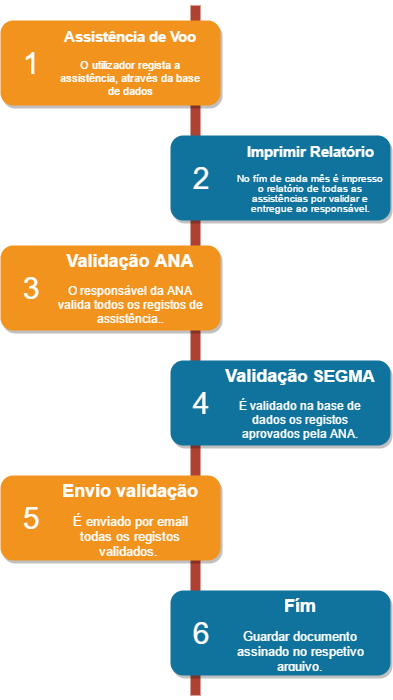 1
Assistência de Voo
O utilizador regista a
assistência, através da base
de dados
2
Imprimir Relatório
No fím de cada mês é impresso
o relatório de todas as
assistências por validar e
entregue ao responsável.
3
Validação ANA
O responsável da ANA
valida todos os registos de
assistência..
4
Validação SEGMA
É validado na base de
dados os registos
aprovados pela ANA.
5
Envio validação
É enviado por email
todas os registos
validados.
6
Fím
Guardar documento
assinado no respetivo
arquivo.